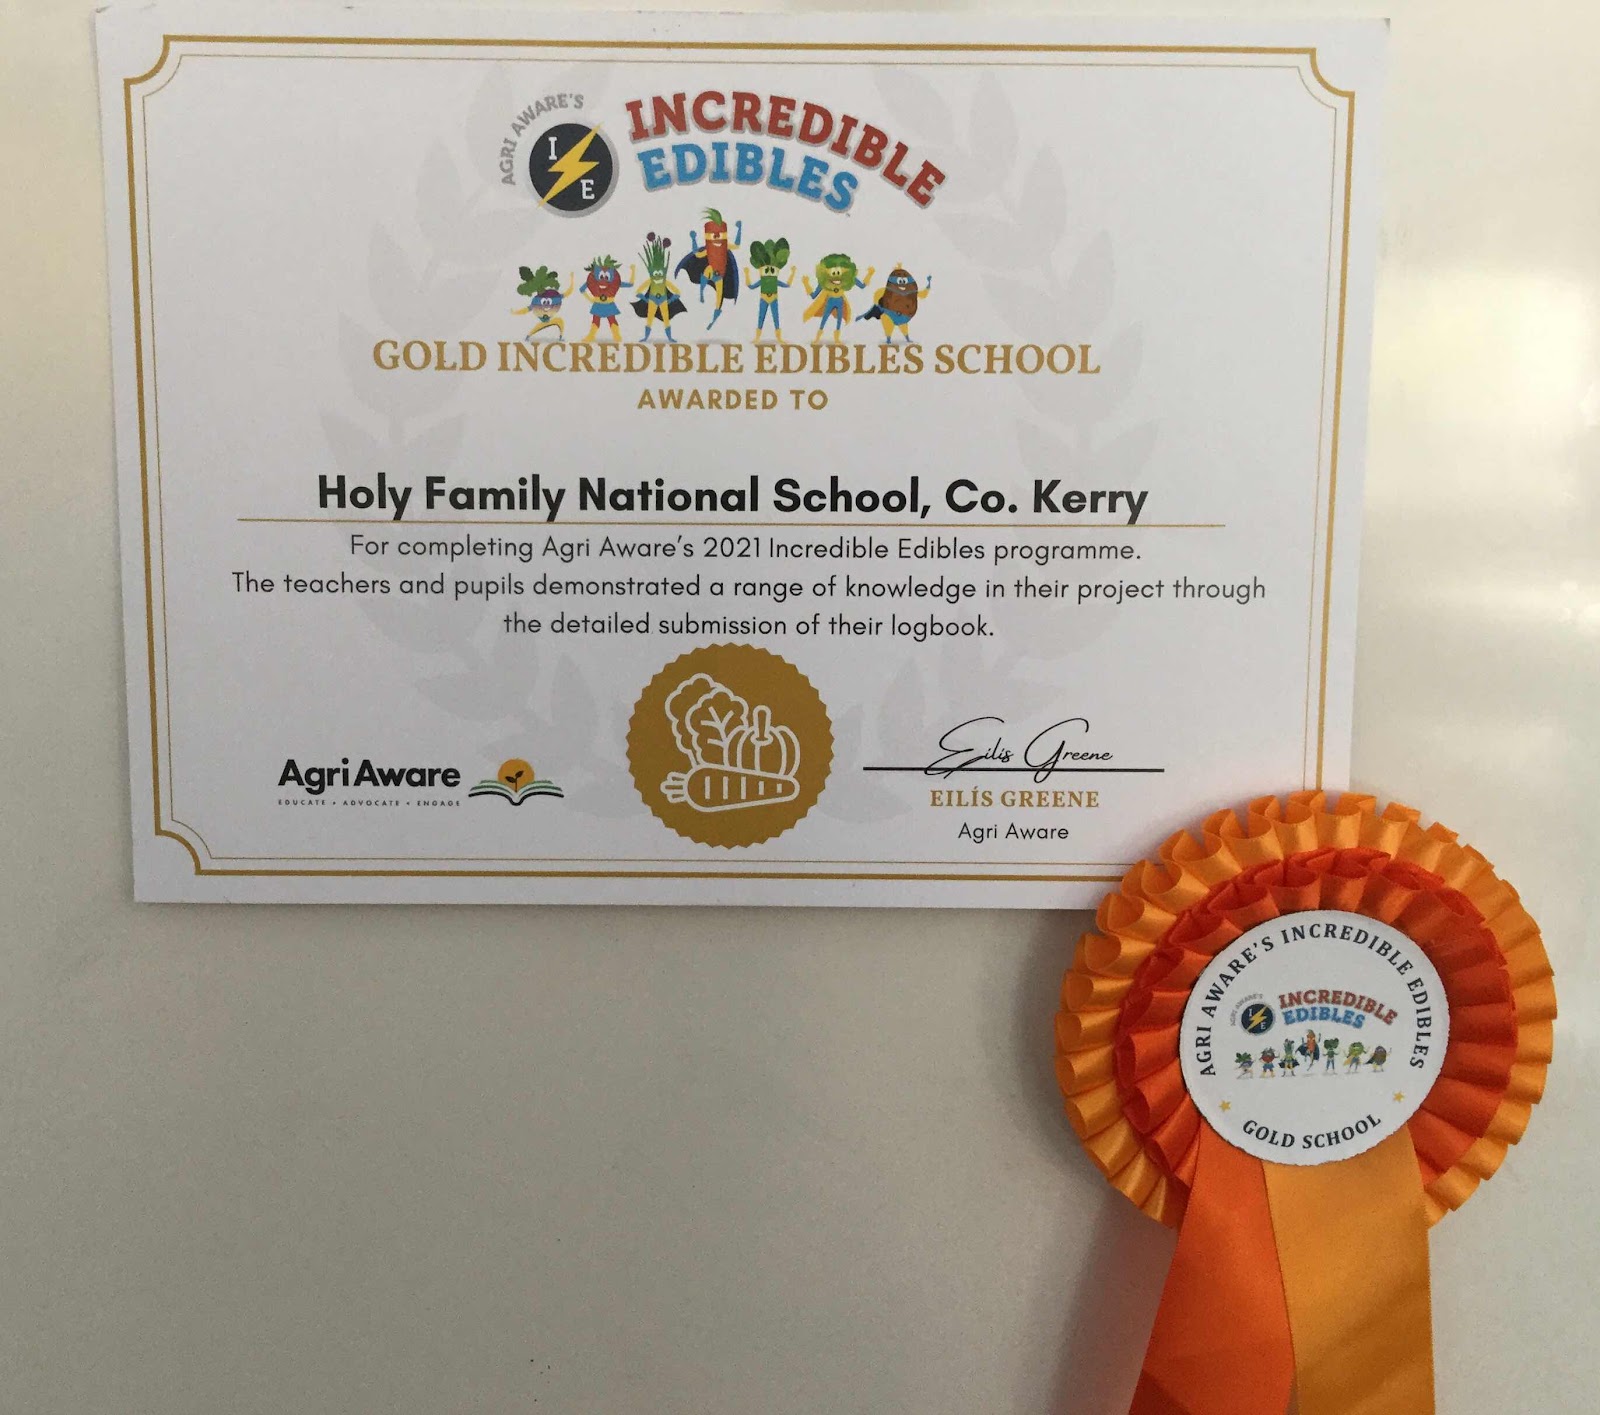 AGRI AWARE'S
I E
INCREDIBLE
EDIBLES
GOLD INCREDIBLE EDIBLES SCHOOL
AWARDED TO
Holy Family National School, Co. Kerry
For completing Agri Aware's 2021 Incredible Edibles programme.
The teachers and pupils demonstrated a range of knowledge in their project through
the detailed submission of their logbook.
Agri Aware
EDUCATE • ADVOCATE • ENGAGE
Eilís Greene
EILÍS GREENE
Agri Aware
AGRI AWARE'S INCREDIBLE EDIBLES
AGRI AWARE'S
I E
INCREDIBLE
EDIBLES
GOLD SCHOOL